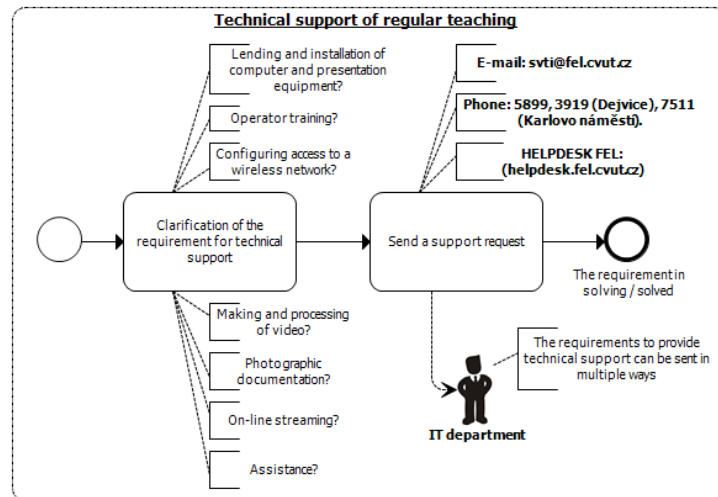 Technical support of regular teaching
Lending and installation of
computer and presentation
equipment?
Operator training?
Configuring access to a
wireless network?
E-mail: svti@fel.cvut.cz
Phone: 5899, 3919 (Dejvice), 7511
(Karlovo náměstí).
HELPDESK FEL:
(helpdesk.fel.cvut.cz)
Clarification of the
requirement for technical
support
Send a support request
The requirement in
solving / solved
Making and processing
of video?
Photographic
documentation?
On-line streaming?
Assistance?
The requirements to provide
technical support can be sent in
multiple ways
IT department